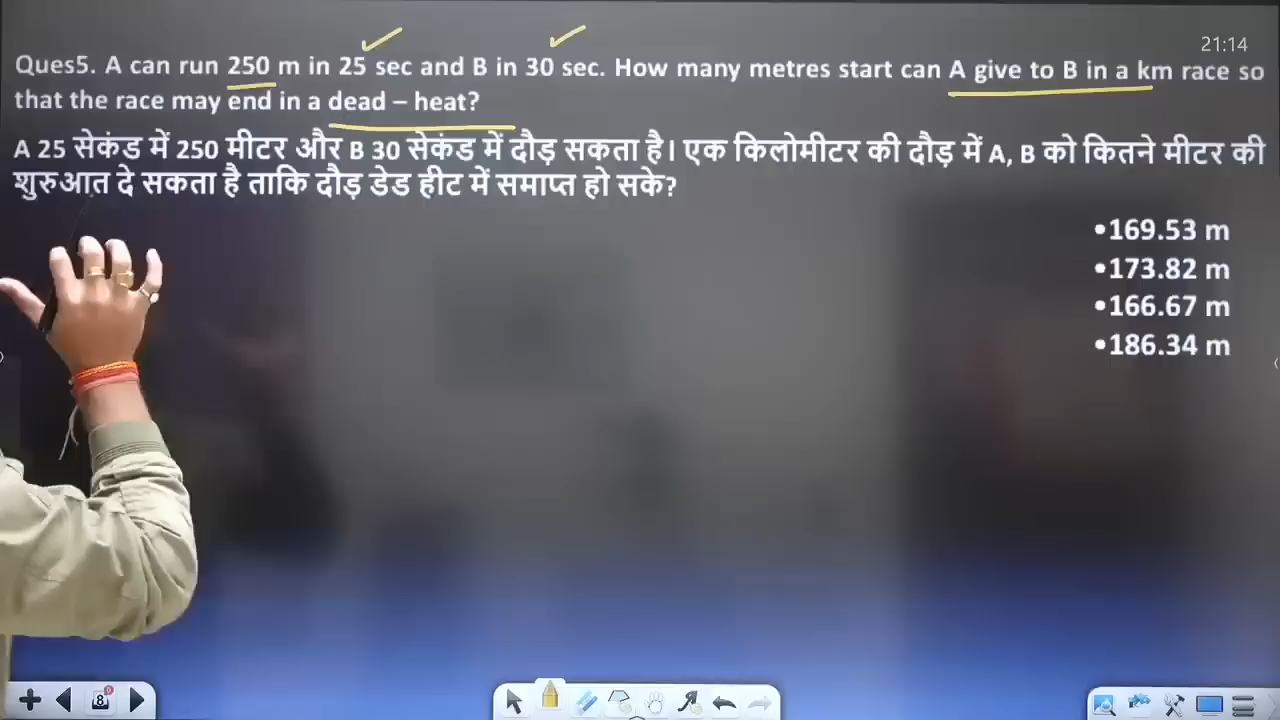 21:14
Ques5. A can run 250 m in 25 sec and B in 30 sec. How many metres start can A give to B in a km race so
that the race may end in a dead – heat?
A 25 सेकंड में 250 मीटर और B 30 सेकंड में दौड़ सकता है। एक किलोमीटर की दौड़ में A, B को कितने मीटर की
शुरुआत दे सकता है ताकि दौड़ डेड हीट में समाप्त हो सके?
•169.53 m
•173.82 m
•166.67 m
•186.34 m
8